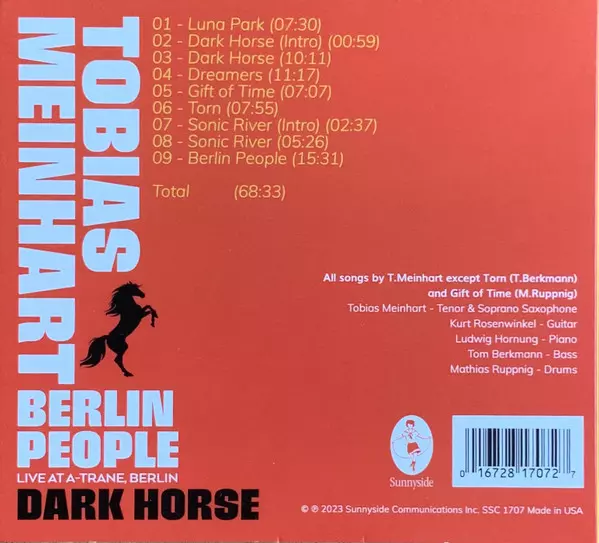 TOBIAS
MEINHART
BERLIN
PEOPLE
LIVE AT A-TRANE, BERLIN
DARK HORSE
01 - Luna Park (07:30)
02 - Dark Horse (Intro) (00:59)
03 - Dark Horse (10:11)
04 - Dreamers (11:17)
05 - Gift of Time (07:07)
06 - Torn (07:55)
07 - Sonic River (Intro) (02:37)
08 - Sonic River (05:26)
09 - Berlin People (15:31)
Total (68:33)
All songs by T.Meinhart except Torn (T.Berkmann)
and Gift of Time (M.Ruppnig)
Tobias Meinhart - Tenor & Soprano Saxophone
Kurt Rosenwinkel - Guitar
Ludwig Hornung - Piano
Tom Berkmann - Bass
Mathias Ruppnig - Drums
Sunnyside
0 16728 17072 7
© ℗ 2023 Sunnyside Communications Inc. SSC 1707 Made in USA